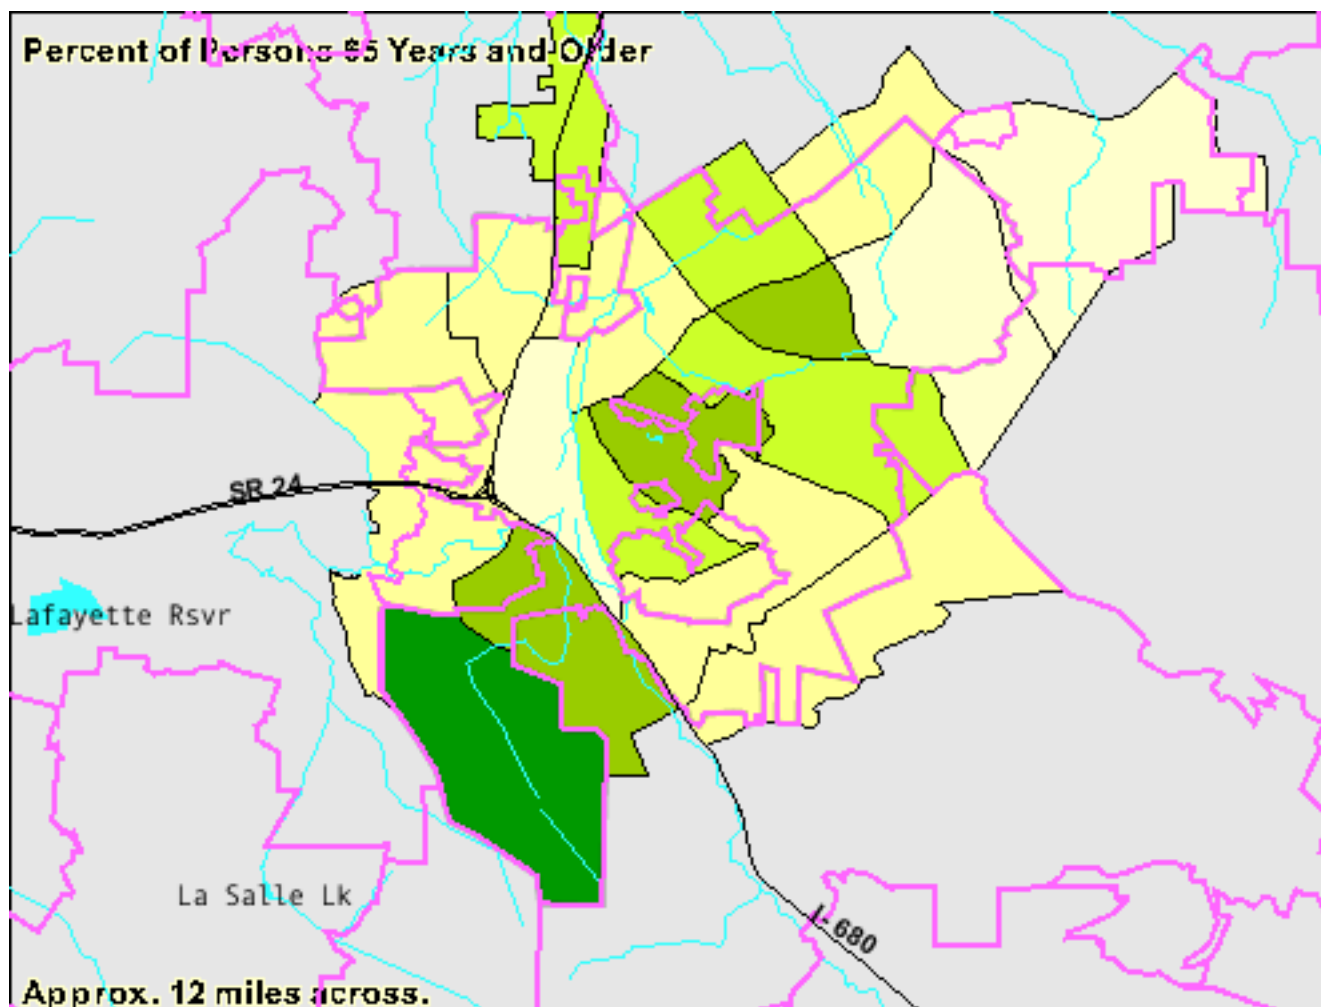 Percent of Persons 65 Years and Older
SR 24
Lafayette Rsvr
La Salle Lk
I- 680
Approx. 12 miles across.